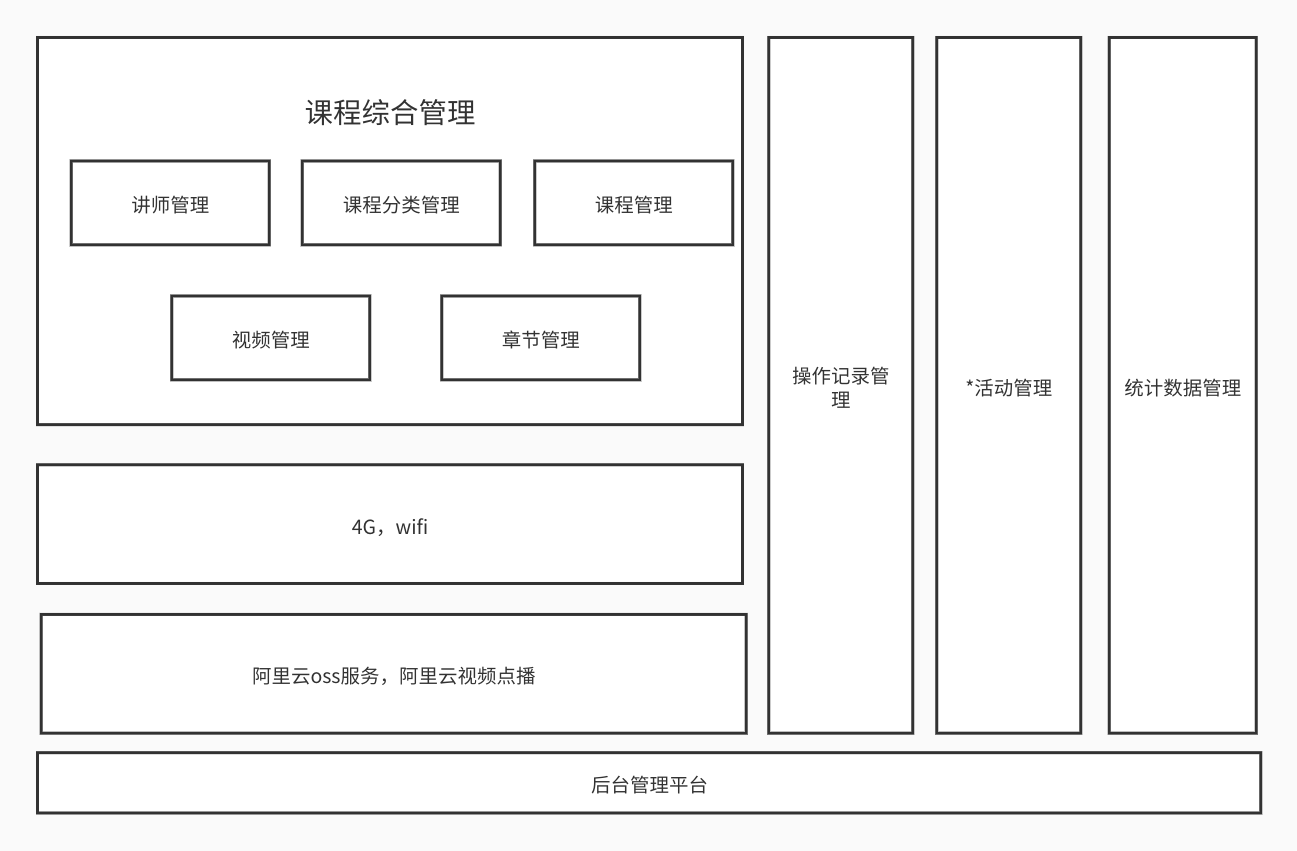 课程综合管理
讲师管理
课程分类管理
课程管理
视频管理
章节管理
4G，wifi
阿里云oss服务，阿里云视频点播
操作记录管
理
*活动管理
统计数据管理
后台管理平台